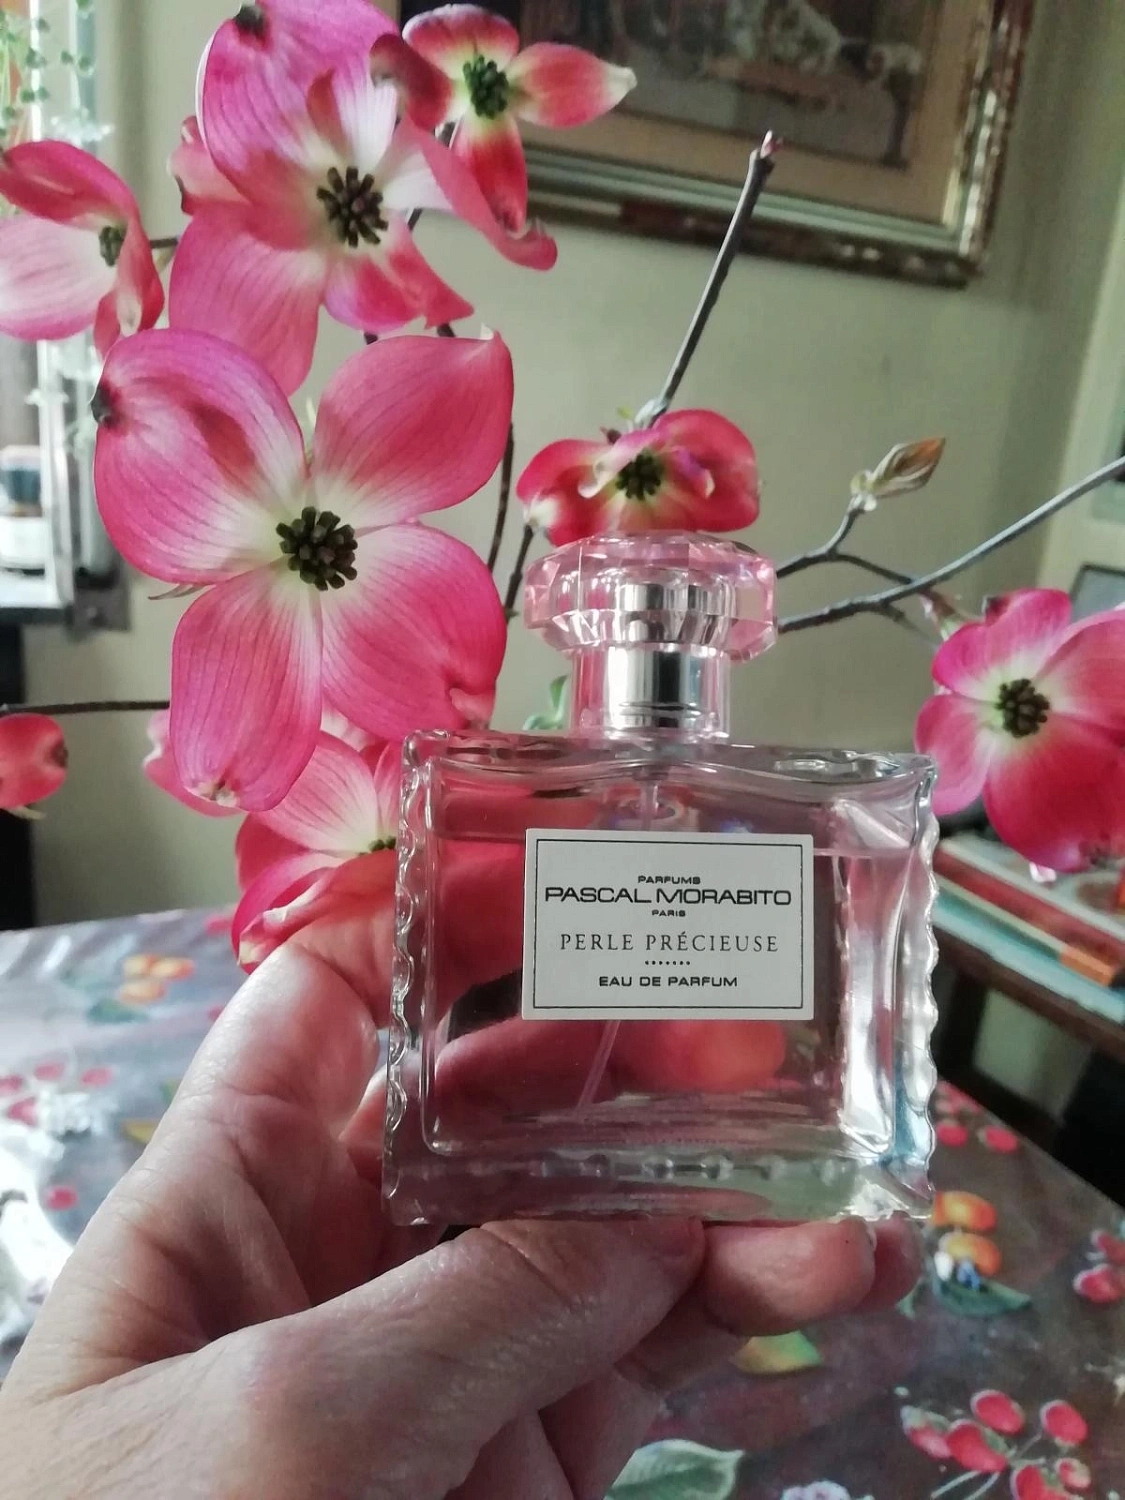 PARFUMS
PASCAL MORABITO
PARIS
PERLE PRÉCIEUSE
EAU DE PARFUM